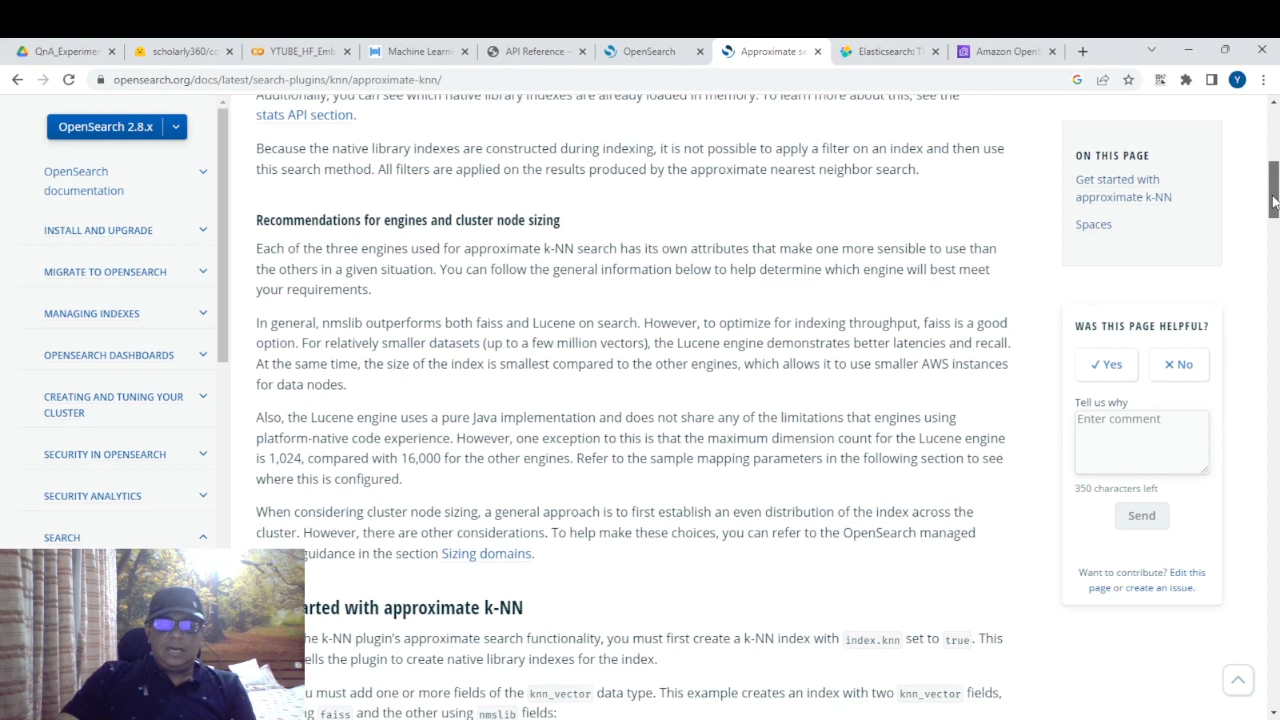 QnA_Experimen
scholarly360/co
YTUBE_HF_Emb
Machine Learni
API Reference –
OpenSearch
Approximate se
Elasticsearch: Th
Amazon OpenS
opensearch.org/docs/latest/search-plugins/knn/approximate-knn/
Y
OpenSearch 2.8.x
OpenSearch
documentation
INSTALL AND UPGRADE
MIGRATE TO OPENSEARCH
MANAGING INDEXES
OPENSEARCH DASHBOARDS
CREATING AND TUNING YOUR
CLUSTER
SECURITY IN OPENSEARCH
SECURITY ANALYTICS
SEARCH
Additionally, you can see which native library indexes are already loaded in memory. To learn more about this, see the
stats API section.
Because the native library indexes are constructed during indexing, it is not possible to apply a filter on an index and then use
this search method. All filters are applied on the results produced by the approximate nearest neighbor search.
Recommendations for engines and cluster node sizing
Each of the three engines used for approximate k-NN search has its own attributes that make one more sensible to use than
the others in a given situation. You can follow the general information below to help determine which engine will best meet
your requirements.
In general, nmslib outperforms both faiss and Lucene on search. However, to optimize for indexing throughput, faiss is a good
option. For relatively smaller datasets (up to a few million vectors), the Lucene engine demonstrates better latencies and recall.
At the same time, the size of the index is smallest compared to the other engines, which allows it to use smaller AWS instances
for data nodes.
Also, the Lucene engine uses a pure Java implementation and does not share any of the limitations that engines using
platform-native code experience. However, one exception to this is that the maximum dimension count for the Lucene engine
is 1,024, compared with 16,000 for the other engines. Refer to the sample mapping parameters in the following section to see
where this is configured.
When considering cluster node sizing, a general approach is to first establish an even distribution of the index across the
cluster. However, there are other considerations. To help make these choices, you can refer to the OpenSearch managed
guidance in the section Sizing domains.
arted with approximate k-NN
he k-NN plugin's approximate search functionality, you must first create a k-NN index with index.knn set to true. This
ells the plugin to create native library indexes for the index.
u must add one or more fields of the knn_vector data type. This example creates an index with two knn_vector fields,
g faiss and the other using nmslib fields:
ON THIS PAGE
Get started with
approximate k-NN
Spaces
WAS THIS PAGE HELPFUL?
✓ Yes
✕ No
Tell us why
Enter comment
350 characters left
Send
Want to contribute? Edit this
page or create an issue.